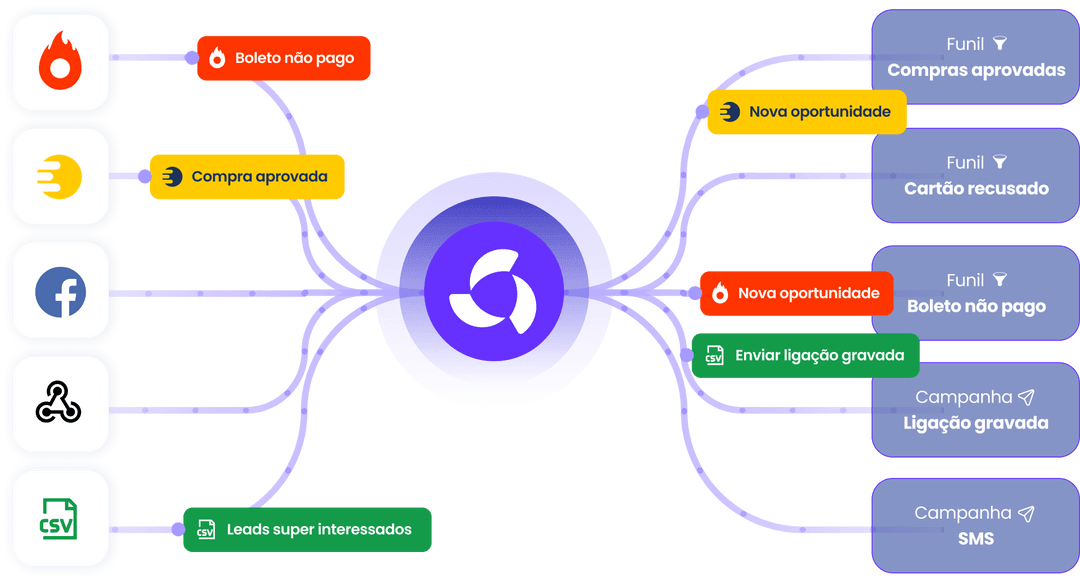 Boleto não pago
Compra aprovada
CSV
CSV
Leads super interessados
Funil
Compras aprovadas
Nova oportunidade
Funil
Cartão recusado
Funil
Nova oportunidade
Boleto não pago
CSV
Enviar ligação gravada
Campanha
Ligação gravada
Campanha
SMS